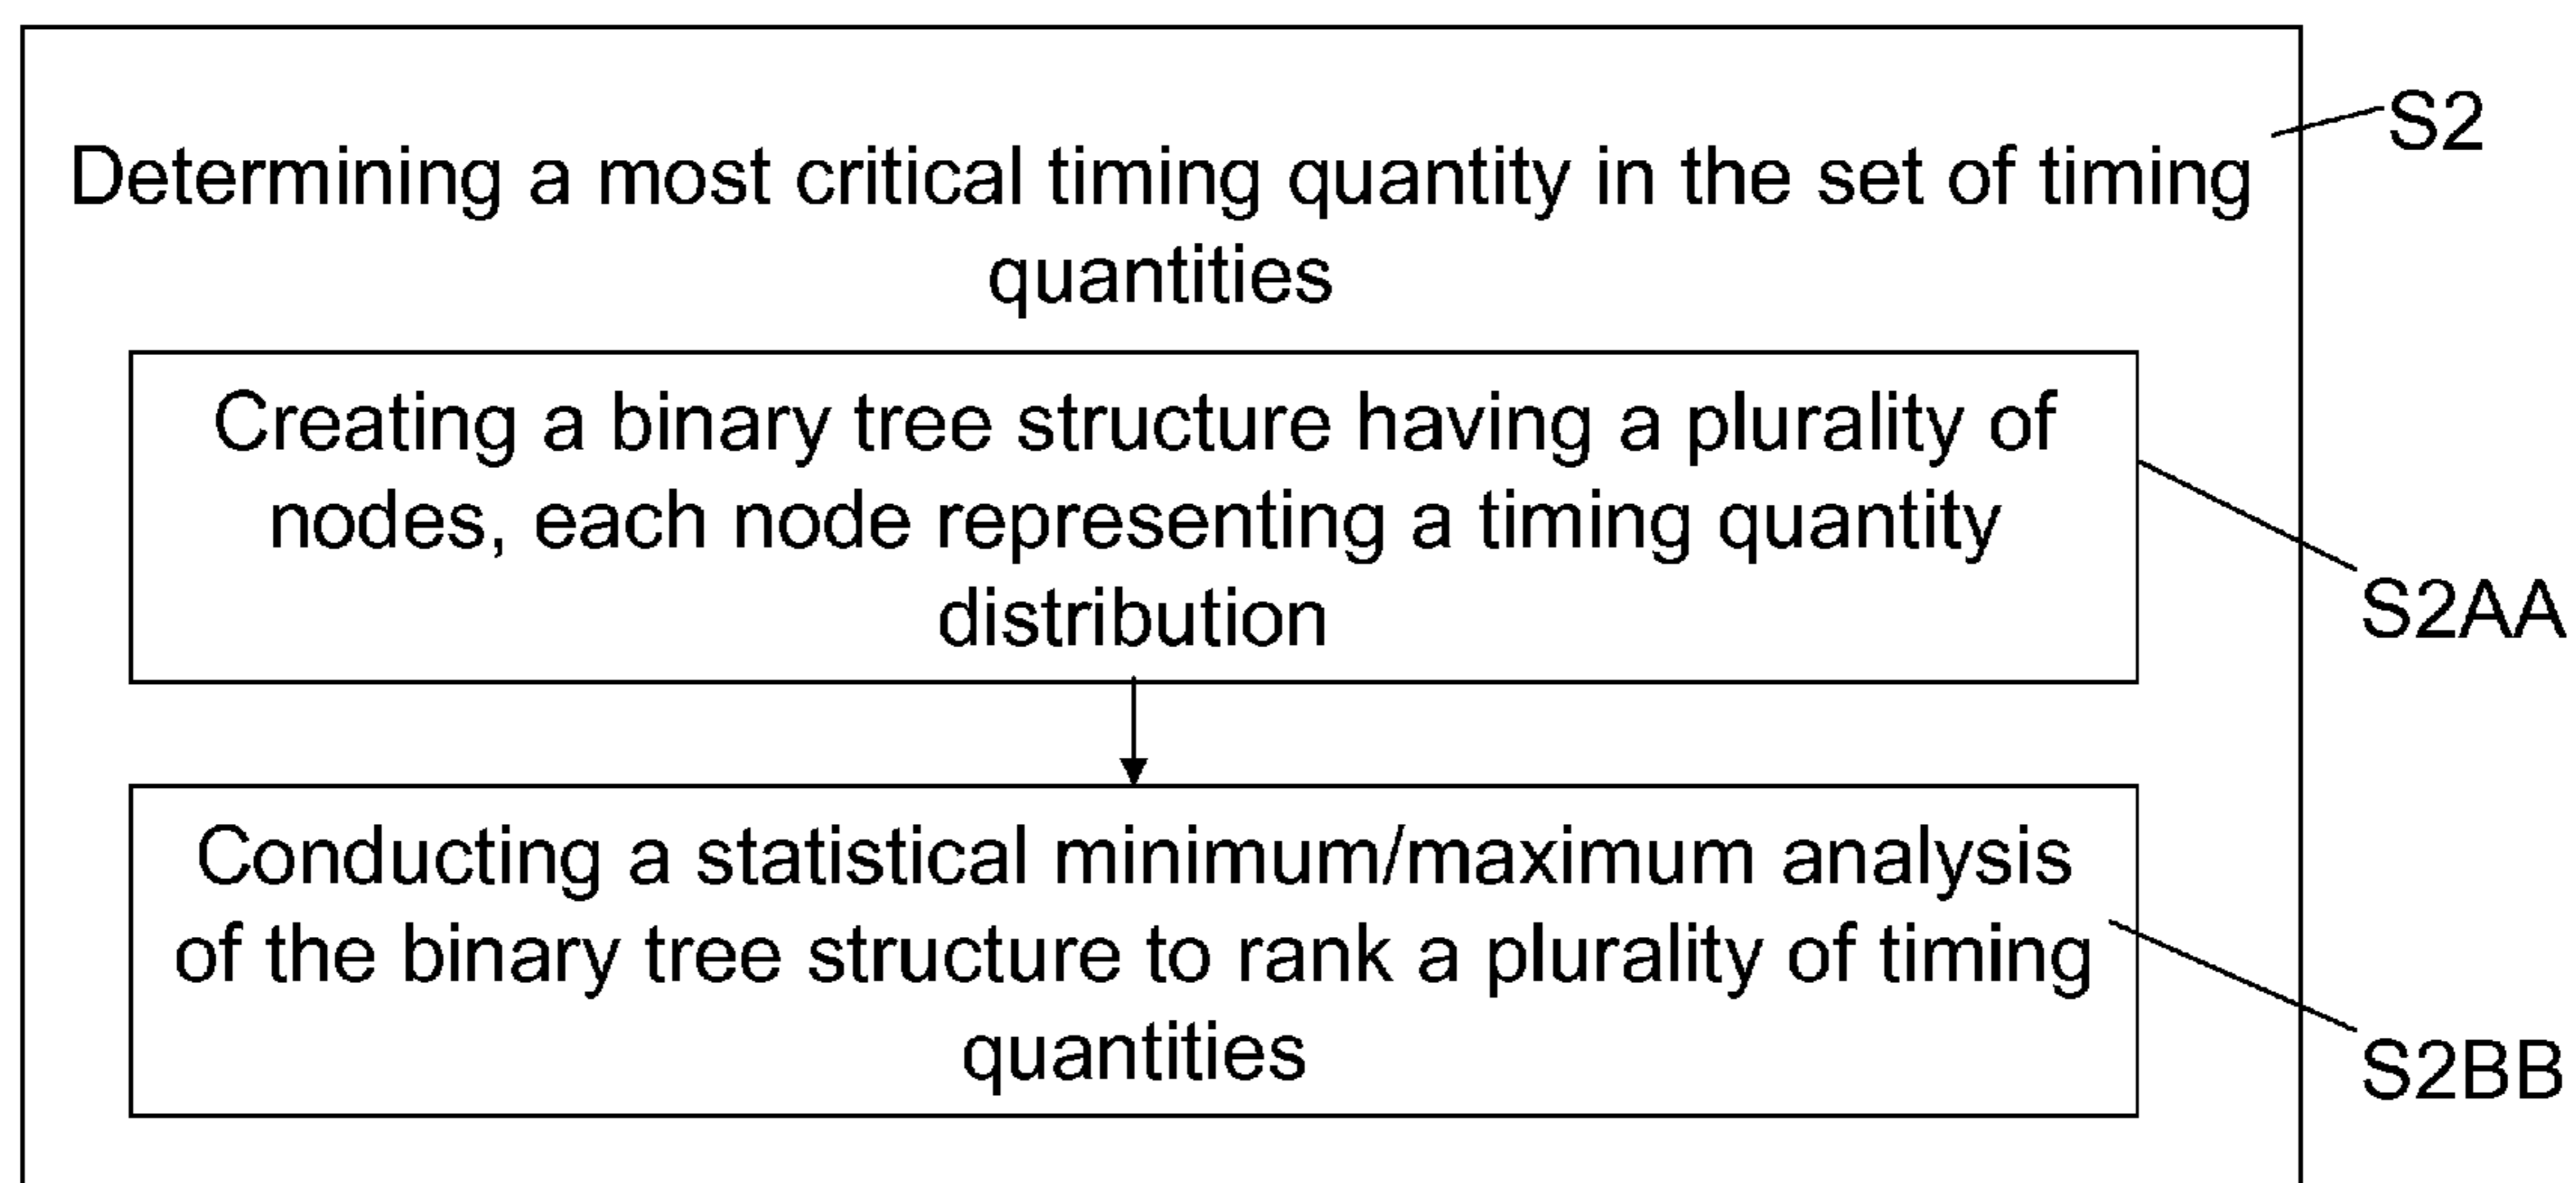 S2
Determining a most critical timing quantity in the set of timing
quantities
Creating a binary tree structure having a plurality of
nodes, each node representing a timing quantity
distribution
S2AA
Conducting a statistical minimum/maximum analysis
of the binary tree structure to rank a plurality of timing
quantities
S2BB